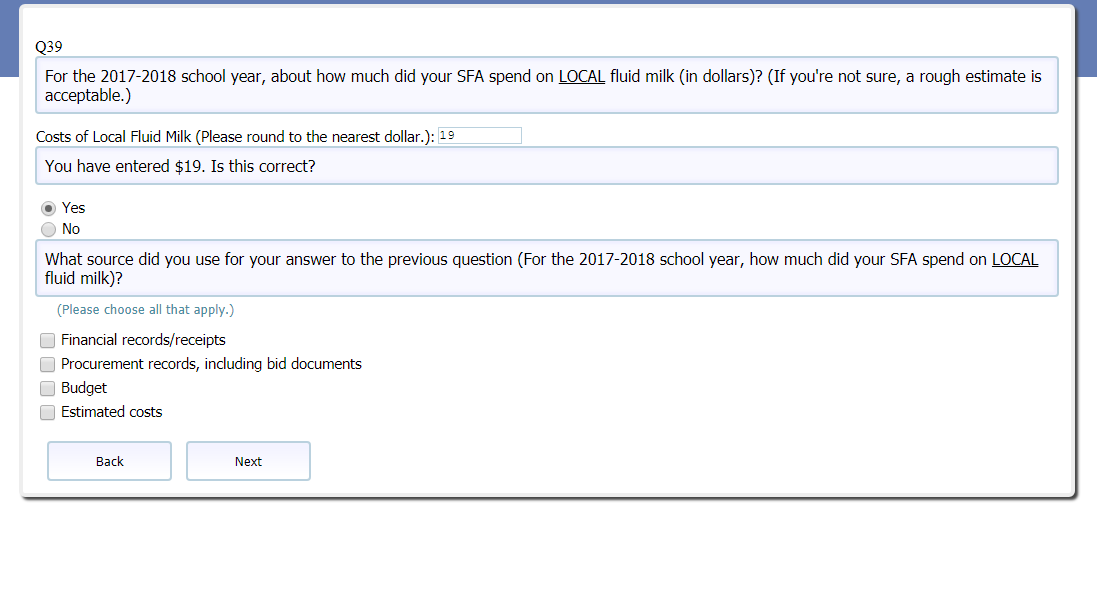 Q39
For the 2017-2018 school year, about how much did your SFA spend on LOCAL fluid milk (in dollars)? (If you're not sure, a rough estimate is
acceptable.)
Costs of Local Fluid Milk (Please round to the nearest dollar.): 19
You have entered $19. Is this correct?
Yes
No
What source did you use for your answer to the previous question (For the 2017-2018 school year, how much did your SFA spend on LOCAL
fluid milk)?
(Please choose all that apply.)
Financial records/receipts
Procurement records, including bid documents
Budget
Estimated costs
Back Next